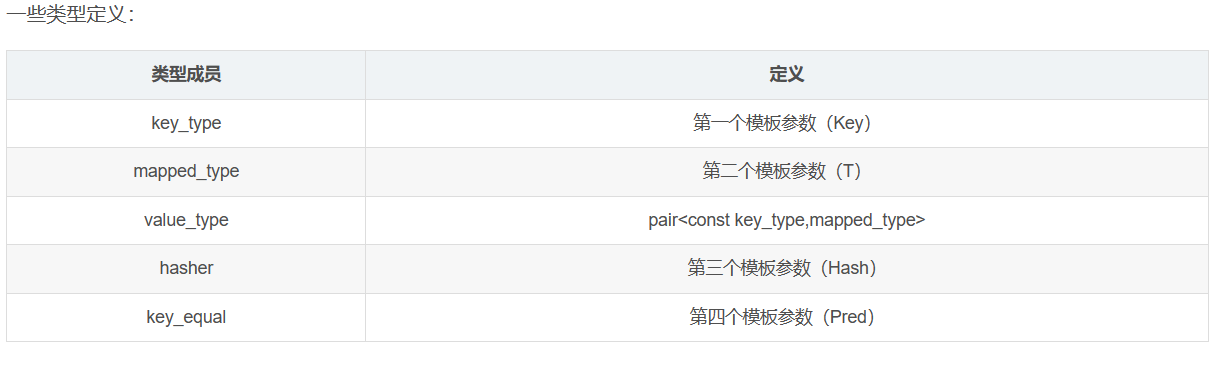 一些类型定义：
类型成员 定义
key_type 第一个模板参数（Key）
mapped_type 第二个模板参数（T）
value_type pair<const key_type,mapped_type>
hasher 第三个模板参数（Hash）
key_equal 第四个模板参数（Pred）